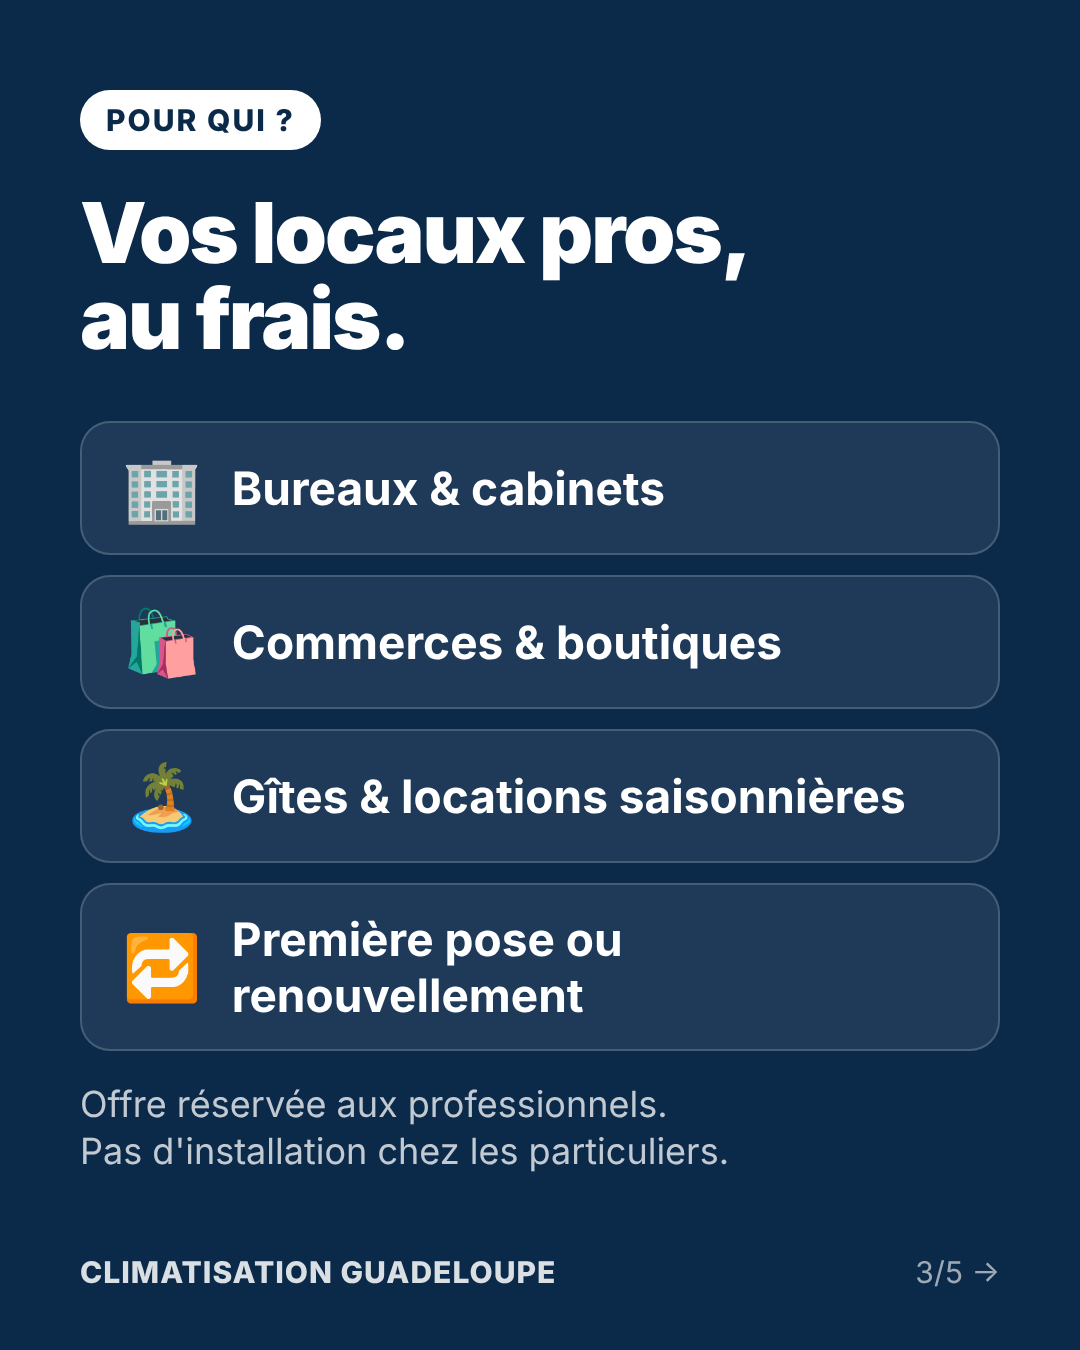 POUR QUI ?
Vos locaux pros,
au frais.
Bureaux & cabinets
Commerces & boutiques
Gîtes & locations saisonnières
Première pose ou
renouvellement
Offre réservée aux professionnels.
Pas d'installation chez les particuliers.
CLIMATISATION GUADELOUPE
3/5 →